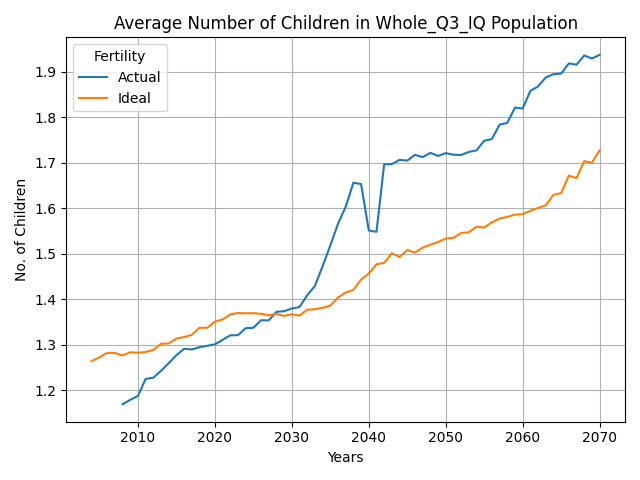 Average Number of Children in Whole_Q3_IQ Population
Fertility
Actual
Ideal
No. of Children
1.9
1.8
1.7
1.6
1.5
1.4
1.3
1.2
2010 2020 2030 2040 2050 2060 2070
Years